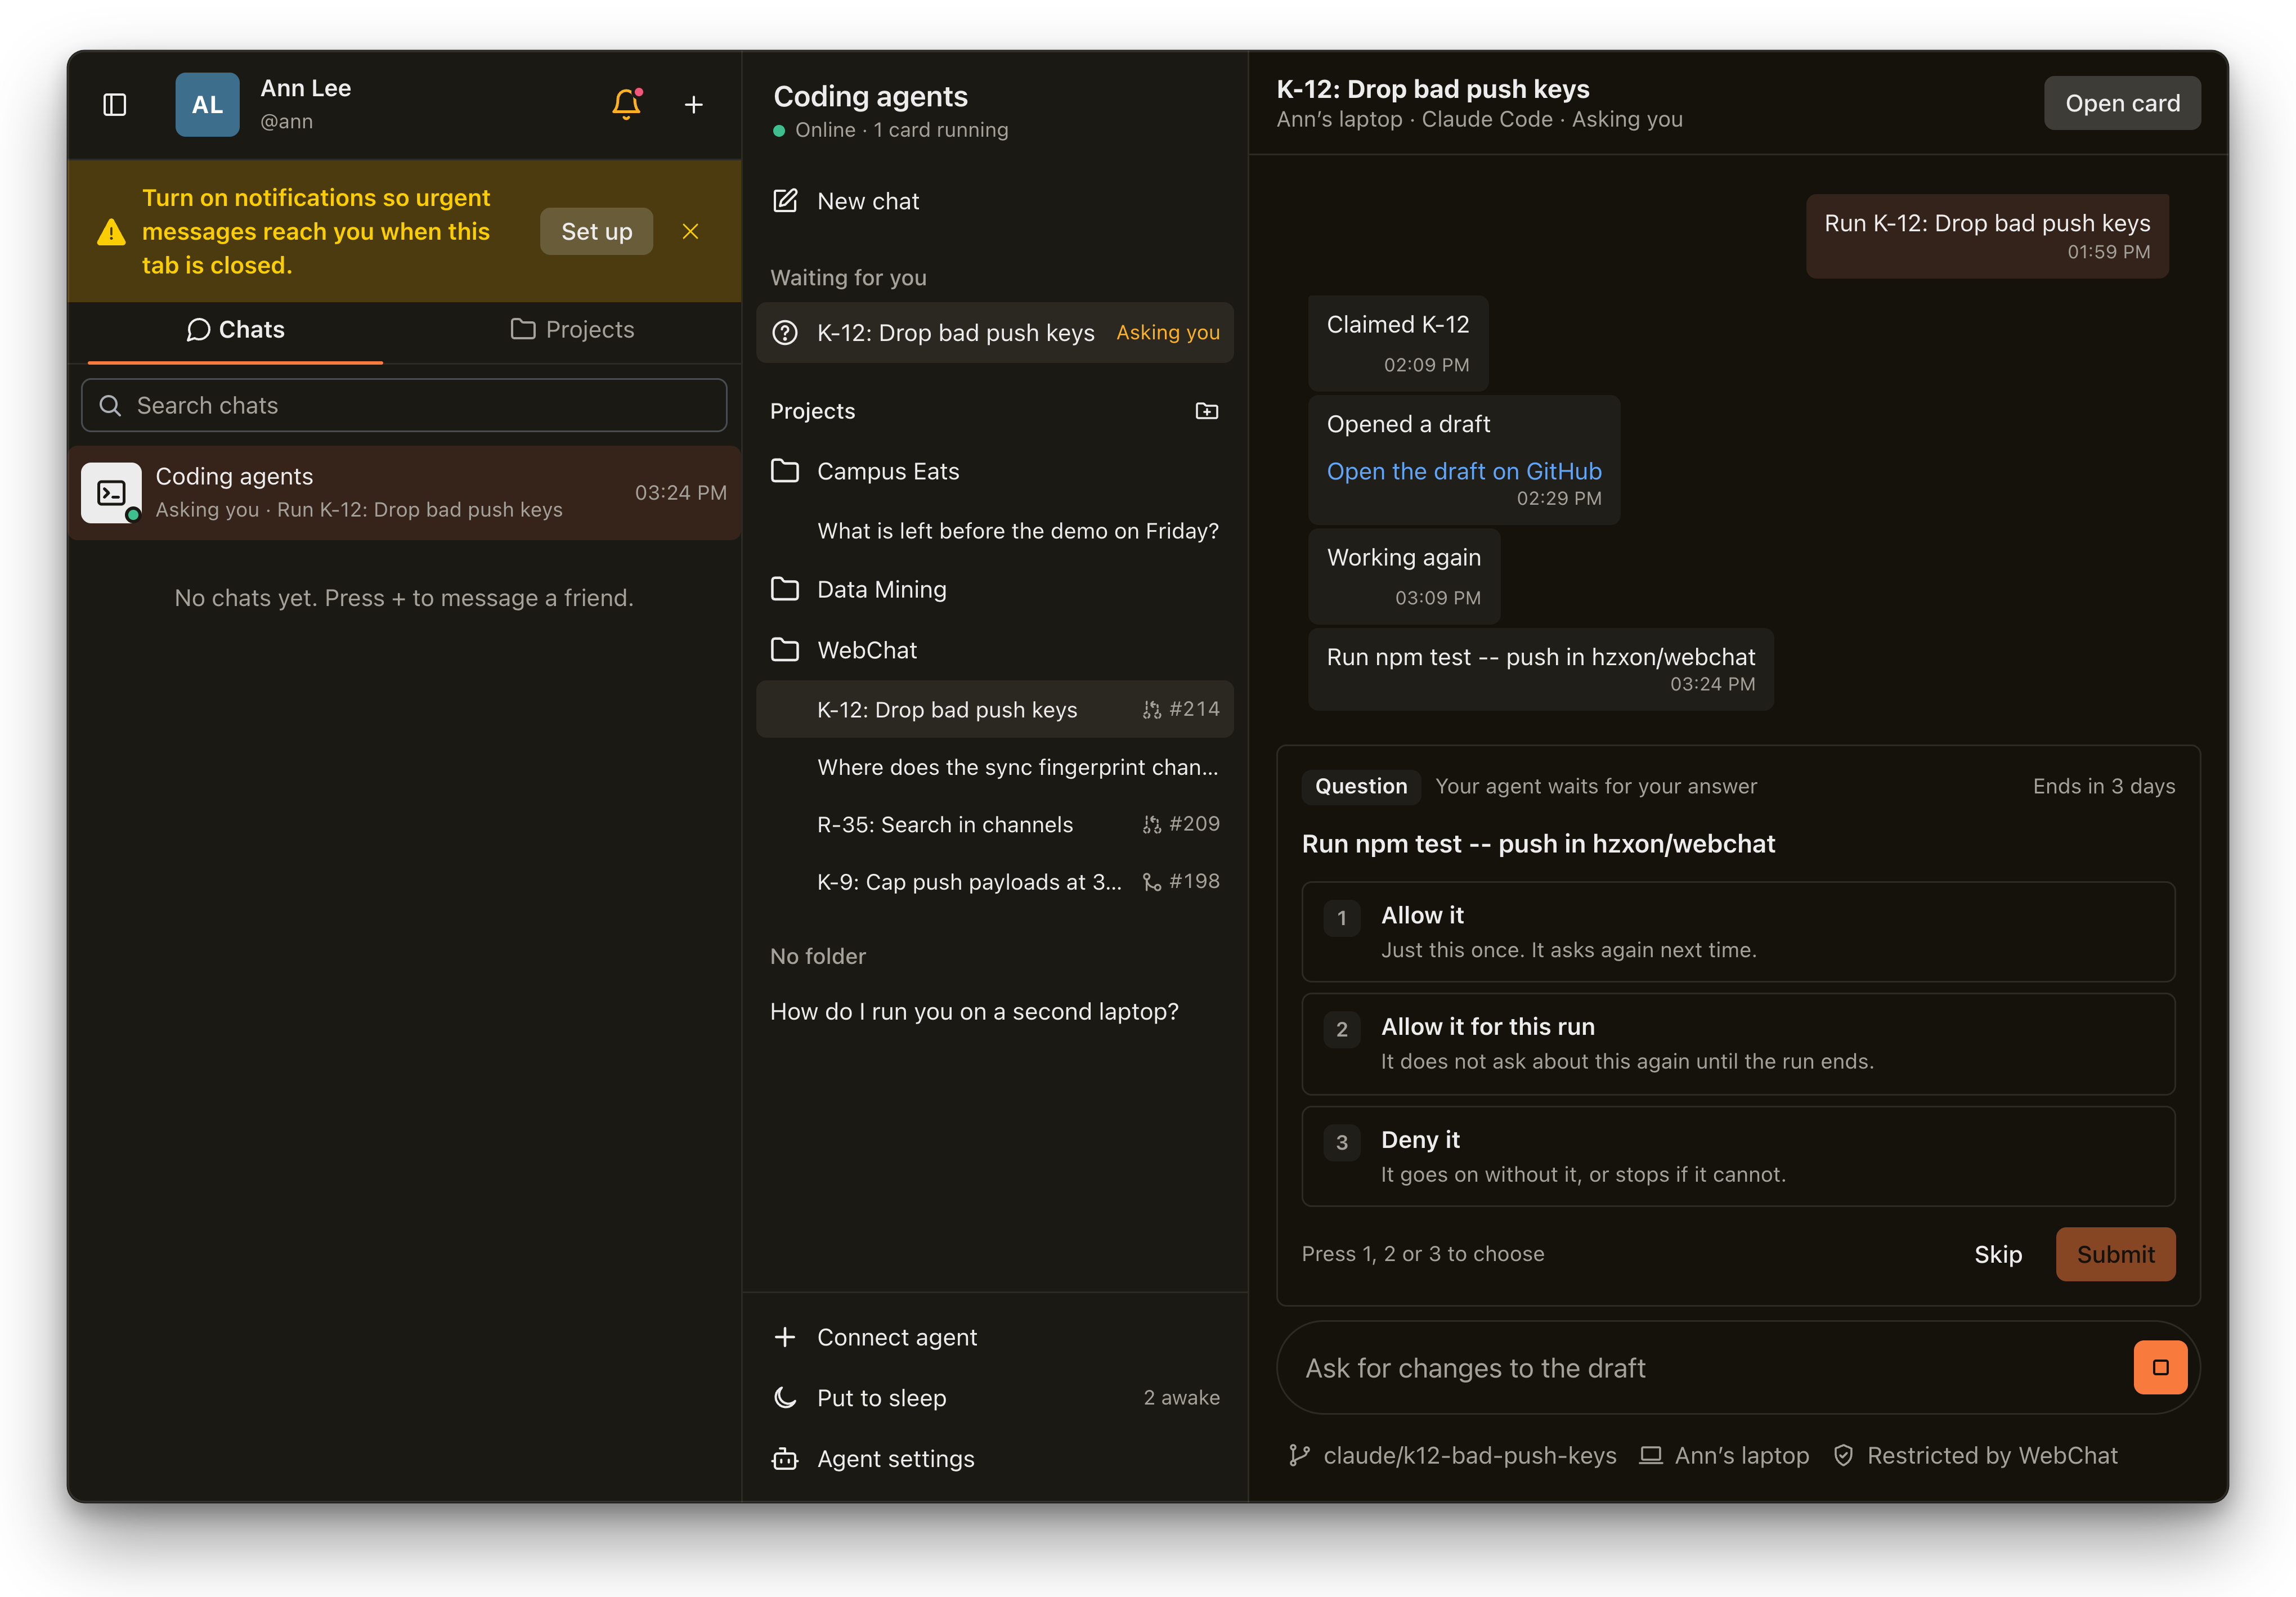 AL
Ann Lee
@ann
Turn on notifications so urgent
messages reach you when this
tab is closed.
Set up
Chats
Projects
Search chats
Coding agents
Asking you · Run K-12: Drop bad push keys
03:24 PM
No chats yet. Press + to message a friend.
Coding agents
Online · 1 card running
New chat
Waiting for you
K-12: Drop bad push keys
Asking you
Projects
Campus Eats
What is left before the demo on Friday?
Data Mining
WebChat
K-12: Drop bad push keys
#214
Where does the sync fingerprint chan...
R-35: Search in channels
#209
K-9: Cap push payloads at 3...
#198
No folder
How do I run you on a second laptop?
Connect agent
Put to sleep
2 awake
Agent settings
K-12: Drop bad push keys
Ann’s laptop · Claude Code · Asking you
Open card
Run K-12: Drop bad push keys
01:59 PM
Claimed K-12
02:09 PM
Opened a draft
Open the draft on GitHub
02:29 PM
Working again
03:09 PM
Run npm test -- push in hzxon/webchat
03:24 PM
Question
Your agent waits for your answer
Ends in 3 days
Run npm test -- push in hzxon/webchat
1
Allow it
Just this once. It asks again next time.
2
Allow it for this run
It does not ask about this again until the run ends.
3
Deny it
It goes on without it, or stops if it cannot.
Press 1, 2 or 3 to choose
Skip
Submit
Ask for changes to the draft
claude/k12-bad-push-keys
Ann’s laptop
Restricted by WebChat